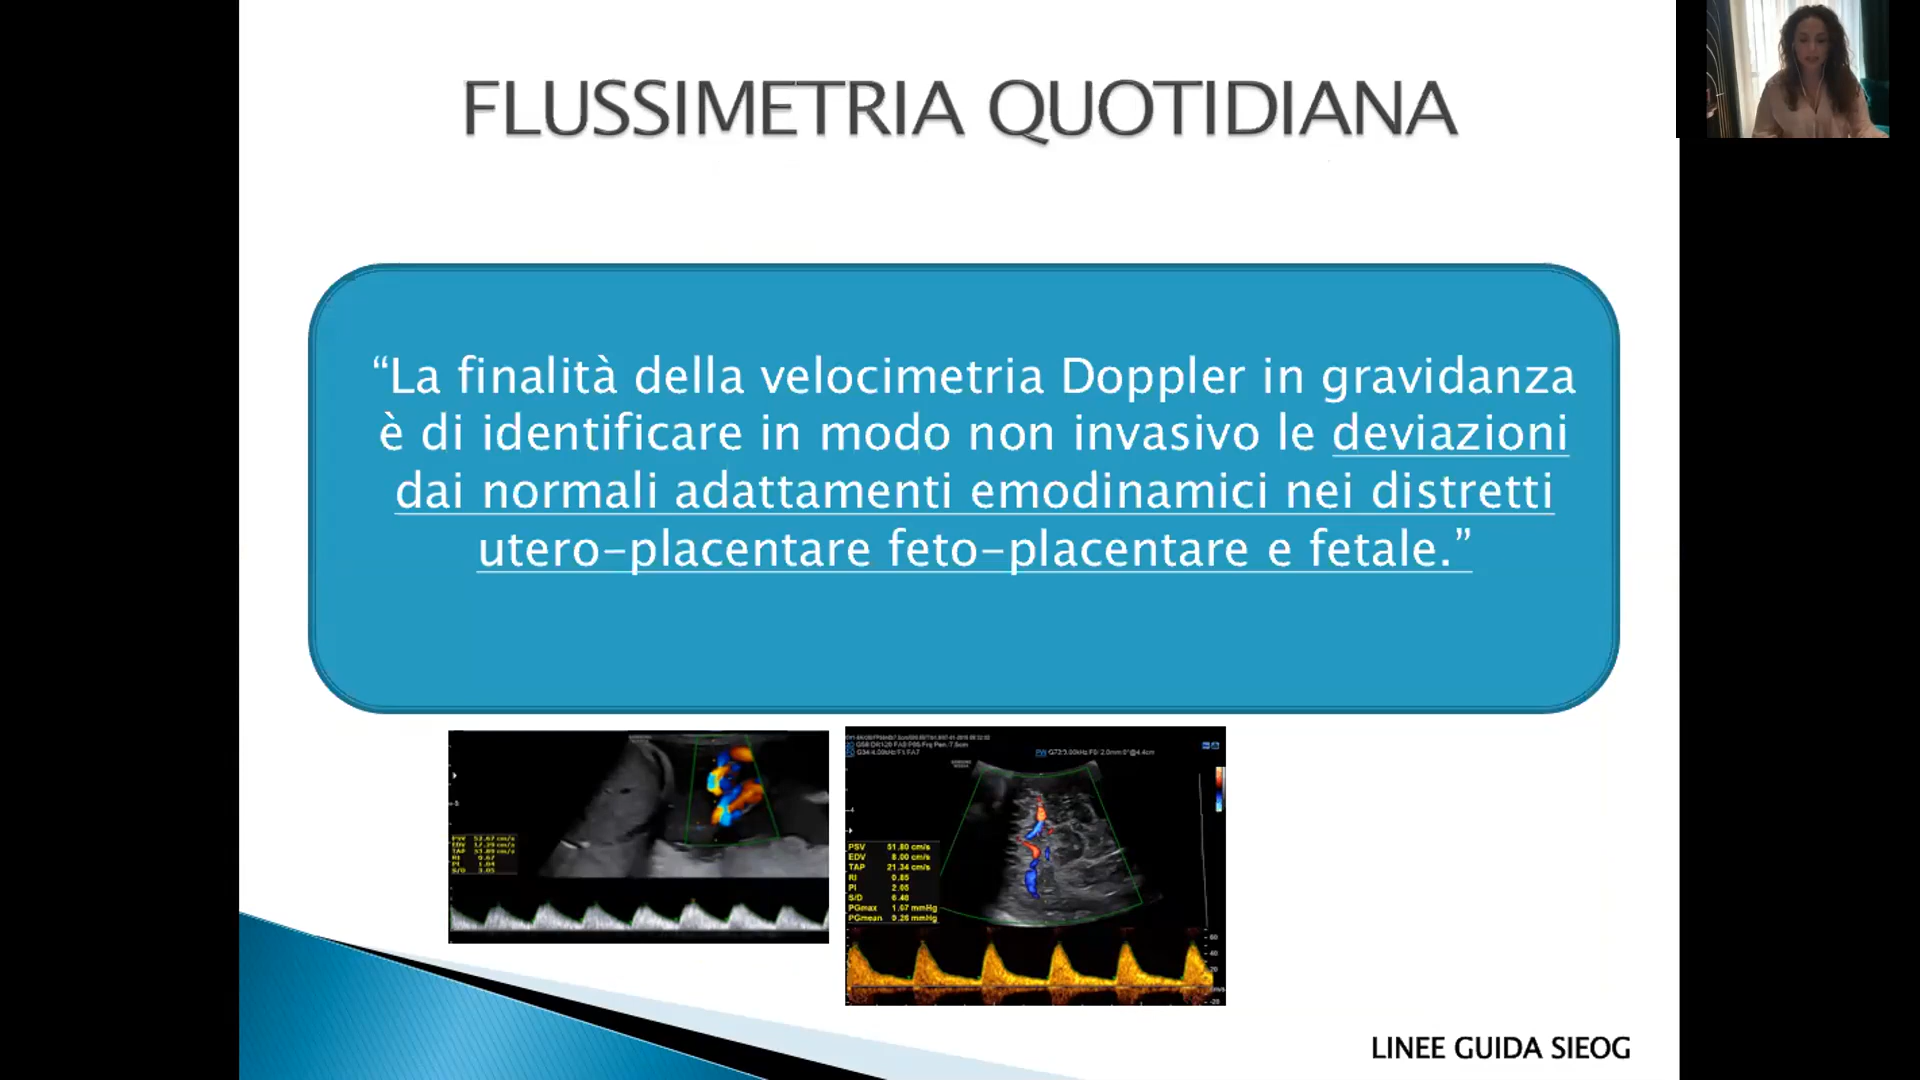 FLUSSIMETRIA QUOTIDIANA
“La finalità della velocimetria Doppler in gravidanza
è di identificare in modo non invasivo le deviazioni
dai normali adattamenti emodinamici nei distretti
utero-placentare feto-placentare e fetale.”
PSV 51.80 cm/s
EDV 8.00 cm/s
TAP 21.34 cm/s
RI 0.85
PI 2.05
S/D 6.48
PGmax 1.07 mmHg
PGmean 0.26 mmHg
LINEE GUIDA SIEOG